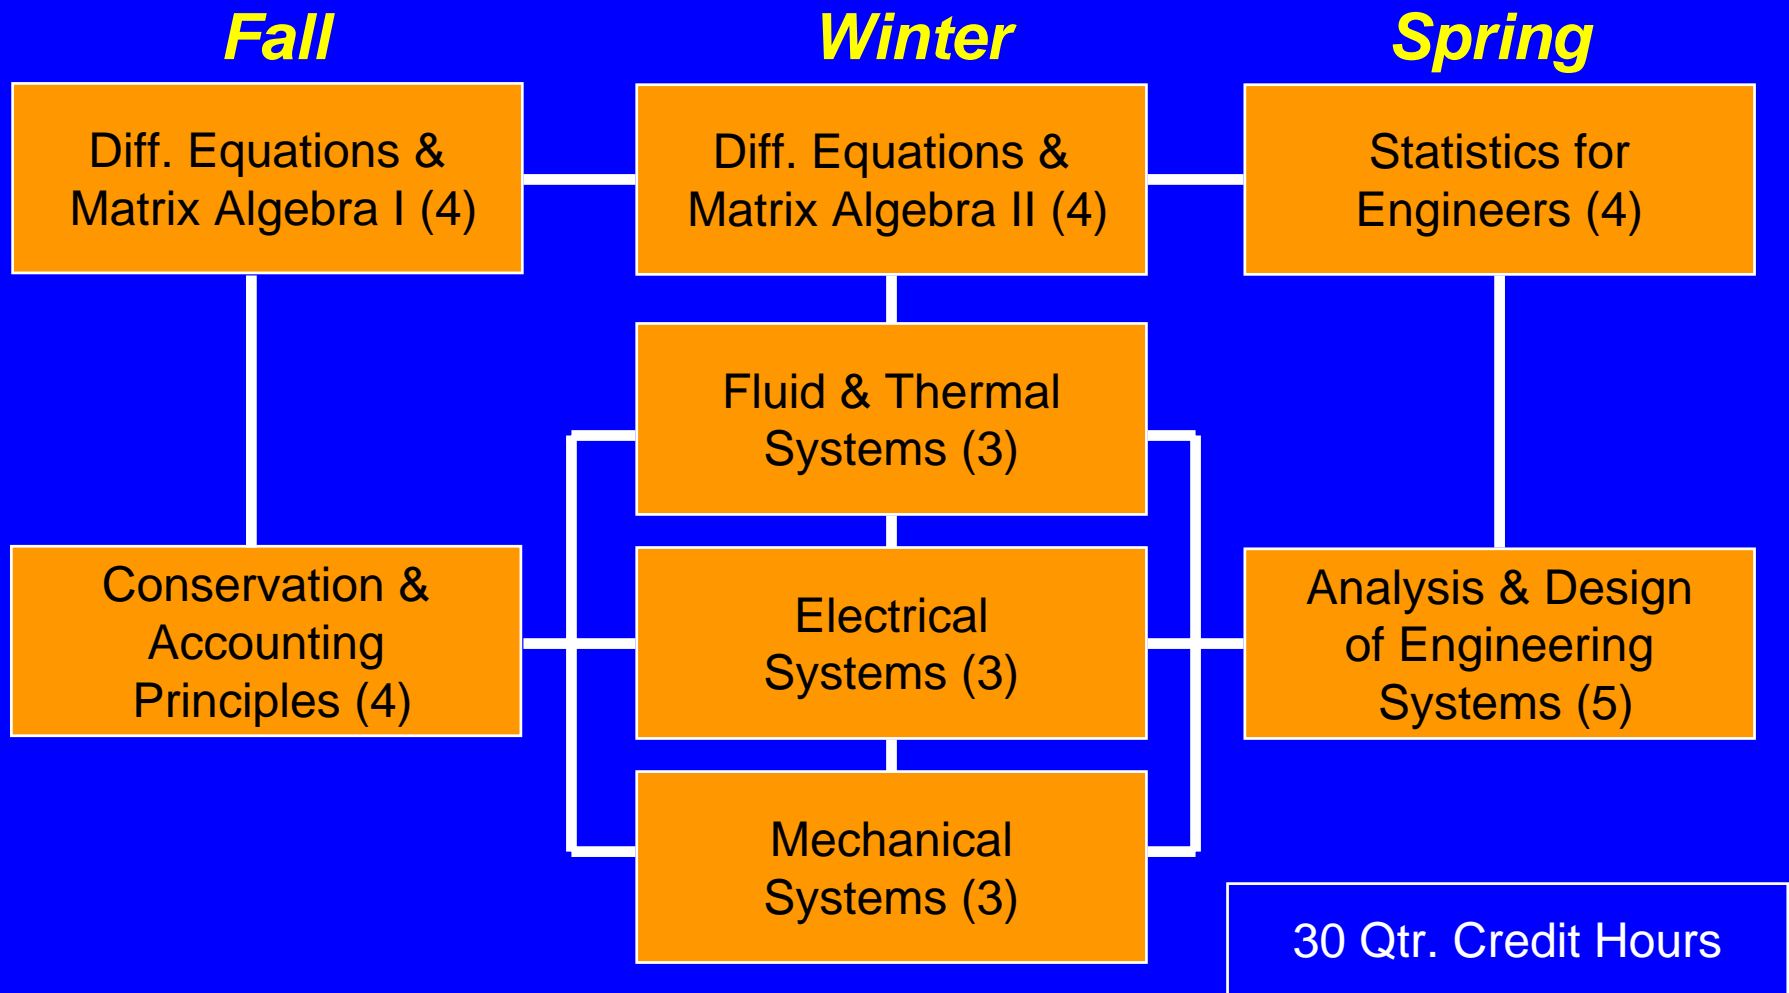 Fall
Winter
Spring
Diff. Equations &
Matrix Algebra I (4)
Diff. Equations &
Matrix Algebra II (4)
Statistics for
Engineers (4)
Fluid & Thermal
Systems (3)
Conservation &
Accounting
Principles (4)
Electrical
Systems (3)
Analysis & Design
of Engineering
Systems (5)
Mechanical
Systems (3)
30 Qtr. Credit Hours